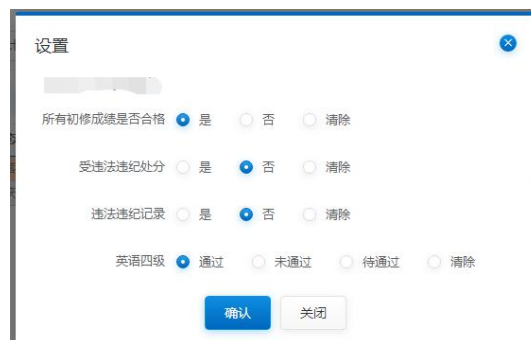 设置
所有初修成绩是否合格 是 否 清除
受违法违纪处分 是 否 清除
违法违纪记录 是 否 清除
英语四级 通过 未通过 待通过 清除
确认 关闭